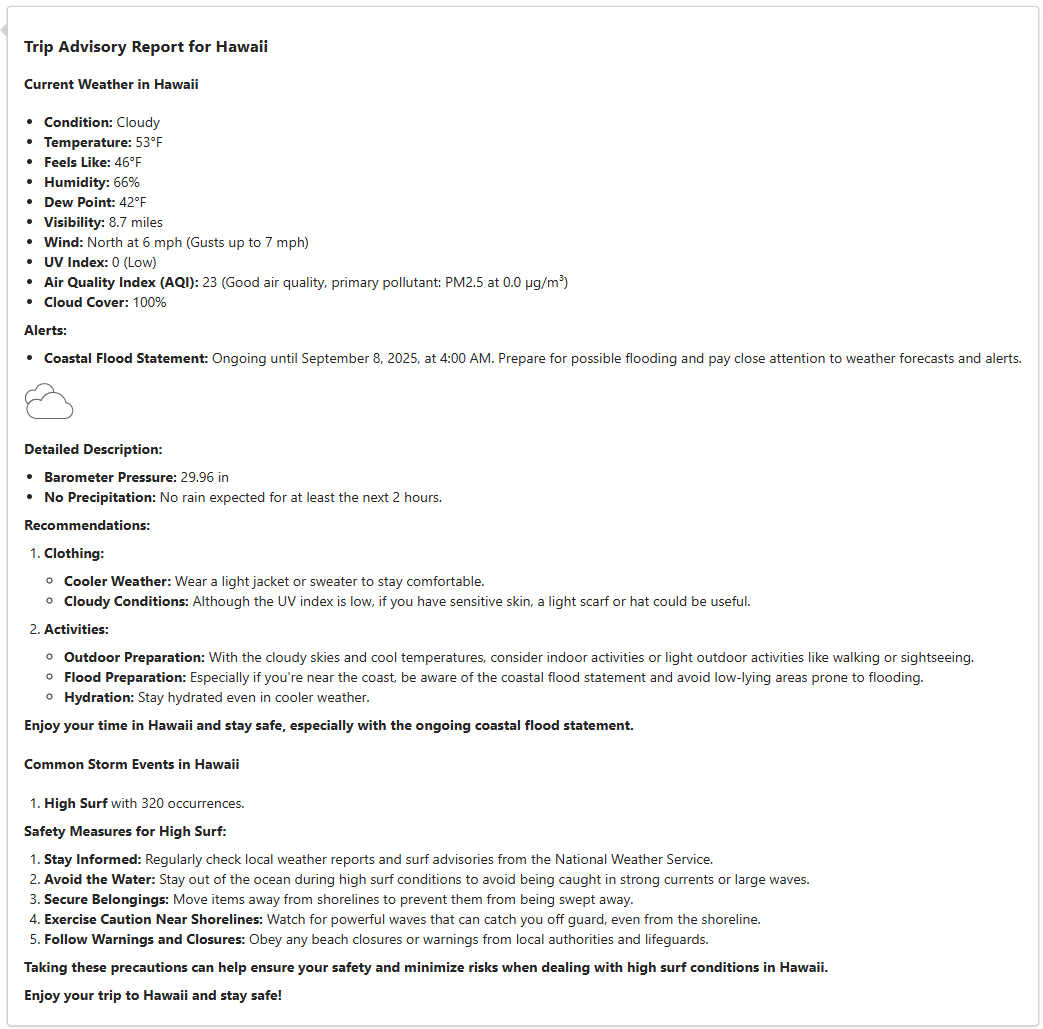 Trip Advisory Report for Hawaii
Current Weather in Hawaii
• Condition: Cloudy
• Temperature: 53°F
• Feels Like: 46°F
• Humidity: 66%
• Dew Point: 42°F
• Visibility: 8.7 miles
• Wind: North at 6 mph (Gusts up to 7 mph)
• UV Index: 0 (Low)
• Air Quality Index (AQI): 23 (Good air quality, primary pollutant: PM2.5 at 0.0 μg/m³)
• Cloud Cover: 100%
Alerts:
• Coastal Flood Statement: Ongoing until September 8, 2025, at 4:00 AM. Prepare for possible flooding and pay close attention to weather forecasts and alerts.
Detailed Description:
• Barometer Pressure: 29.96 in
• No Precipitation: No rain expected for at least the next 2 hours.
Recommendations:
1. Clothing:
○ Cooler Weather: Wear a light jacket or sweater to stay comfortable.
○ Cloudy Conditions: Although the UV index is low, if you have sensitive skin, a light scarf or hat could be useful.
2. Activities:
○ Outdoor Preparation: With the cloudy skies and cool temperatures, consider indoor activities or light outdoor activities like walking or sightseeing.
○ Flood Preparation: Especially if you're near the coast, be aware of the coastal flood statement and avoid low-lying areas prone to flooding.
○ Hydration: Stay hydrated even in cooler weather.
Enjoy your time in Hawaii and stay safe, especially with the ongoing coastal flood statement.
Common Storm Events in Hawaii
1. High Surf with 320 occurrences.
Safety Measures for High Surf:
1. Stay Informed: Regularly check local weather reports and surf advisories from the National Weather Service.
2. Avoid the Water: Stay out of the ocean during high surf conditions to avoid being caught in strong currents or large waves.
3. Secure Belongings: Move items away from shorelines to prevent them from being swept away.
4. Exercise Caution Near Shorelines: Watch for powerful waves that can catch you off guard, even from the shoreline.
5. Follow Warnings and Closures: Obey any beach closures or warnings from local authorities and lifeguards.
Taking these precautions can help ensure your safety and minimize risks when dealing with high surf conditions in Hawaii.
Enjoy your trip to Hawaii and stay safe!